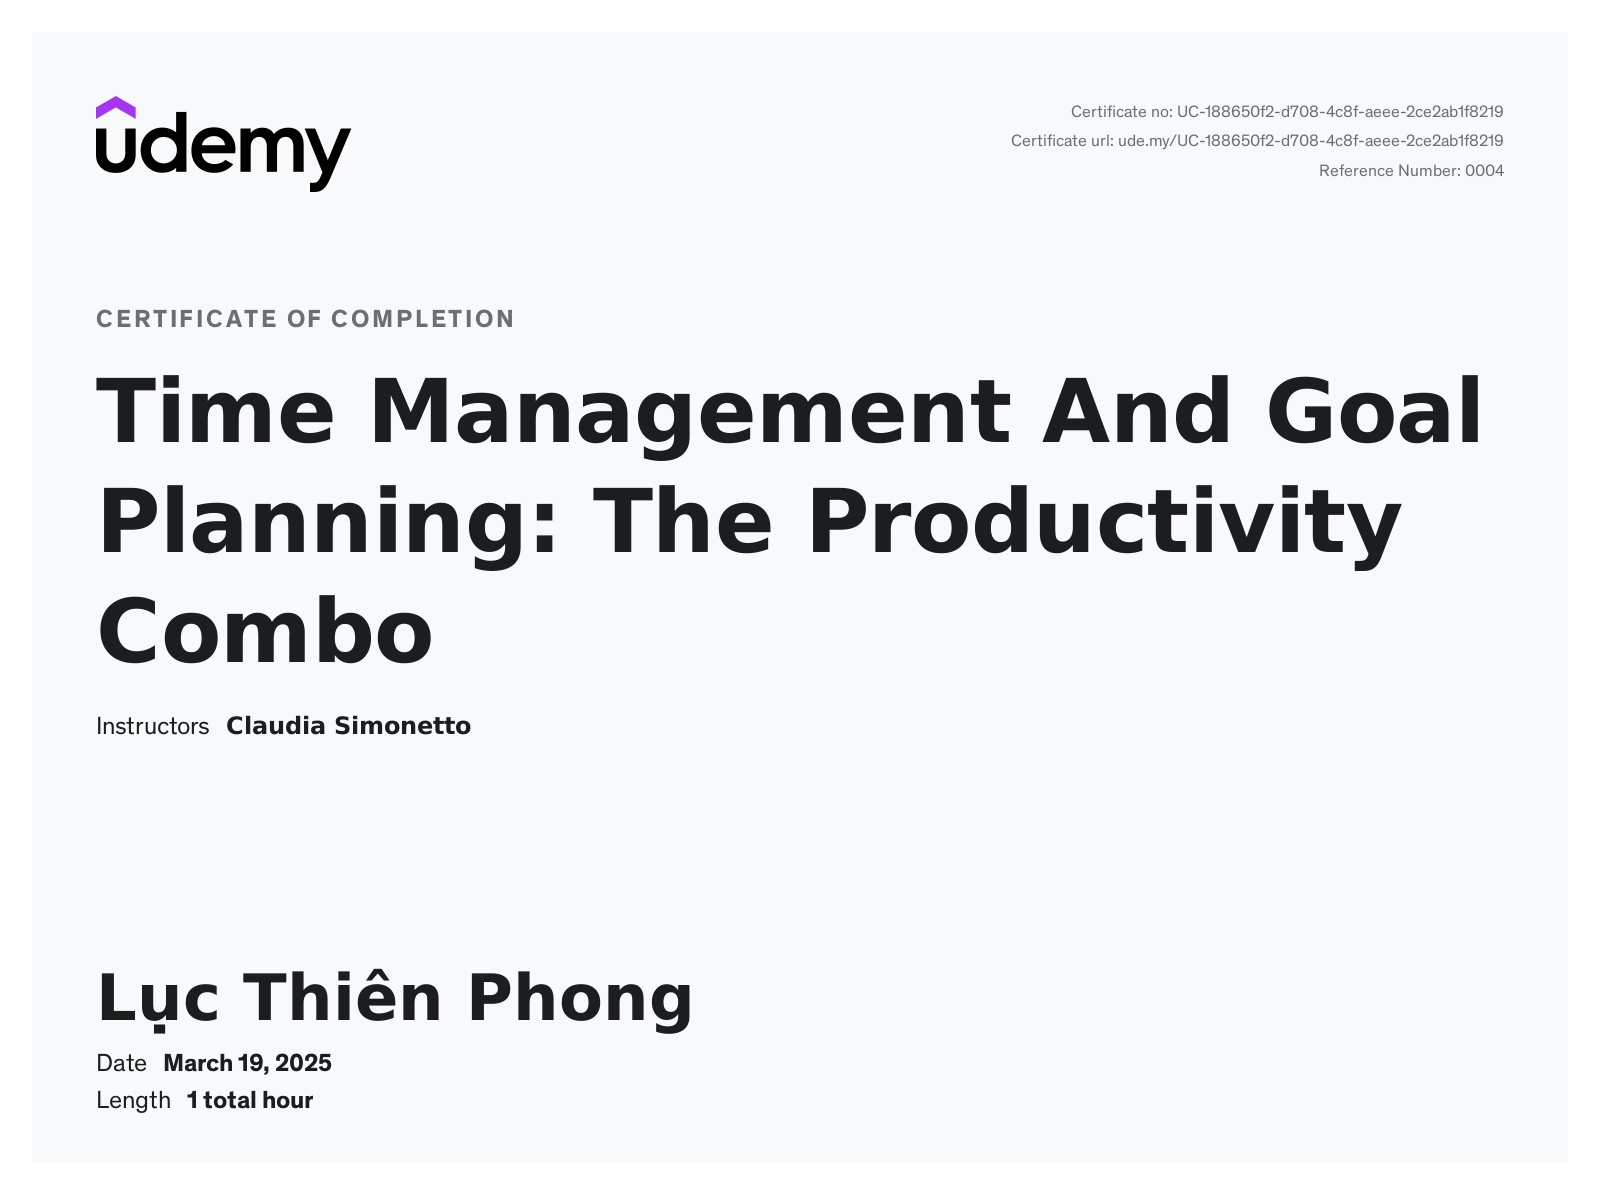 udemy
Certificate no: UC-188650f2-d708-4c8f-aeee-2ce2ab1f8219
Certificate url: ude.my/UC-188650f2-d708-4c8f-aeee-2ce2ab1f8219
Reference Number: 0004
CERTIFICATE OF COMPLETION
Time Management And Goal
Planning: The Productivity
Combo
Instructors Claudia Simonetto
Lục Thiên Phong
Date March 19, 2025
Length 1 total hour